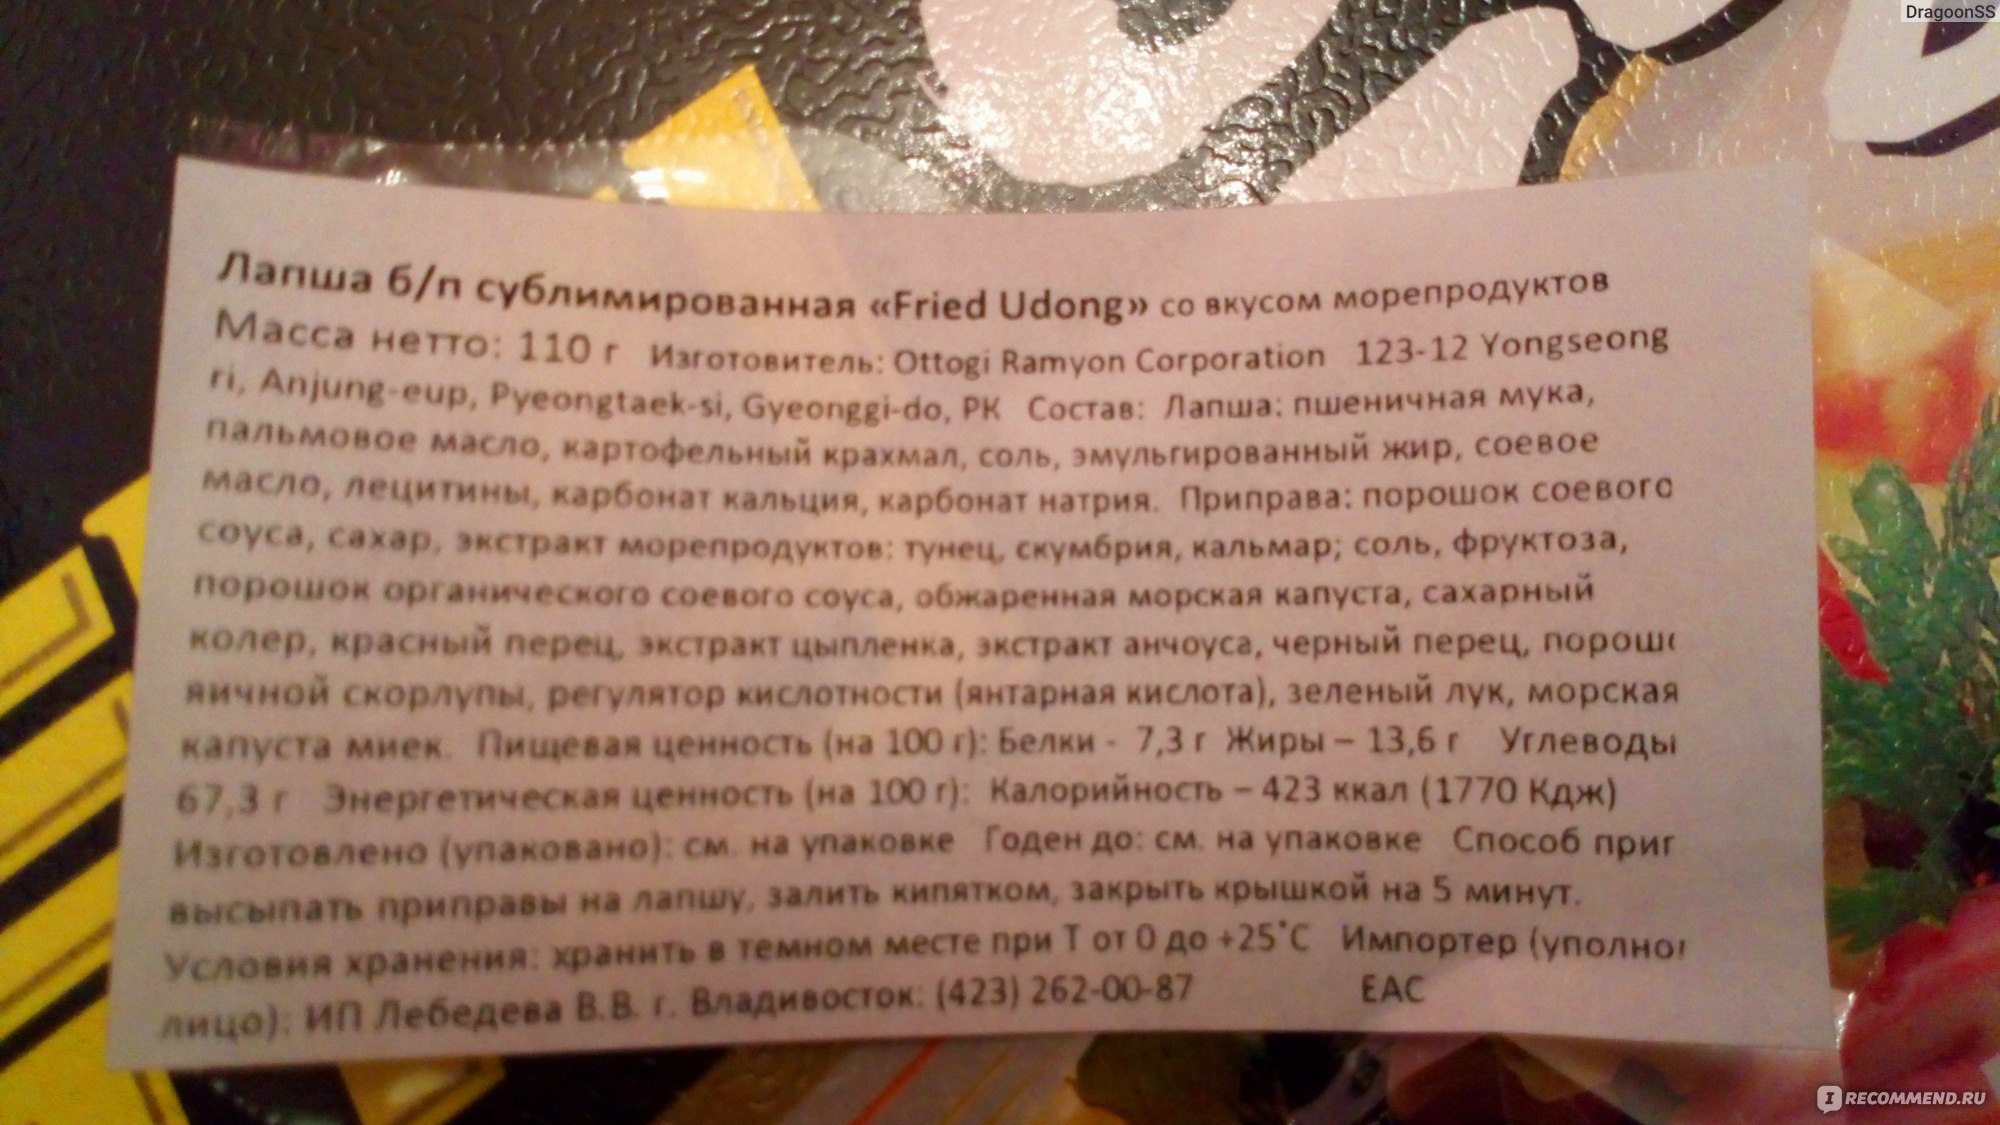 DragoonSS
Лапша б/п сублимированная «Fried Udong» со вкусом морепродуктов
Масса нетто: 110 г Изготовитель: Ottogi Ramyon Corporation 123-12 Yongseong
ri, Anjung-eup, Pyeongtaek-si, Gyeonggi-do, РК Состав: Лапша: пшеничная мука,
пальмовое масло, картофельный крахмал, соль, эмульгированный жир, соевое
масло, лецитины, карбонат кальция, карбонат натрия. Приправа: порошок соевого
соуса, сахар, экстракт морепродуктов: тунец, скумбрия, кальмар; соль, фруктоза,
порошок органического соевого соуса, обжаренная морская капуста, сахарный
колер, красный перец, экстракт цыпленка, экстракт анчоуса, черный перец, порошо
яичной скорлупы, регулятор кислотности (янтарная кислота), зеленый лук, морская
капуста миек. Пищевая ценность (на 100 г): Белки - 7,3 г Жиры – 13,6 г Углеводы
67,3 г Энергетическая ценность (на 100 г): Калорийность – 423 ккал (1770 Кдж)
Изготовлено (упаковано): см. на упаковке Годен до: см. на упаковке Способ приг
высыпать приправы на лапшу, залить кипятком, закрыть крышкой на 5 минут.
Условия хранения: хранить в темном месте при Т от 0 до +25˚С Импортер (уполно
лицо): ИП Лебедева В.В. г. Владивосток: (423) 262-00-87 ЕАС
IRECOMMEND.RU